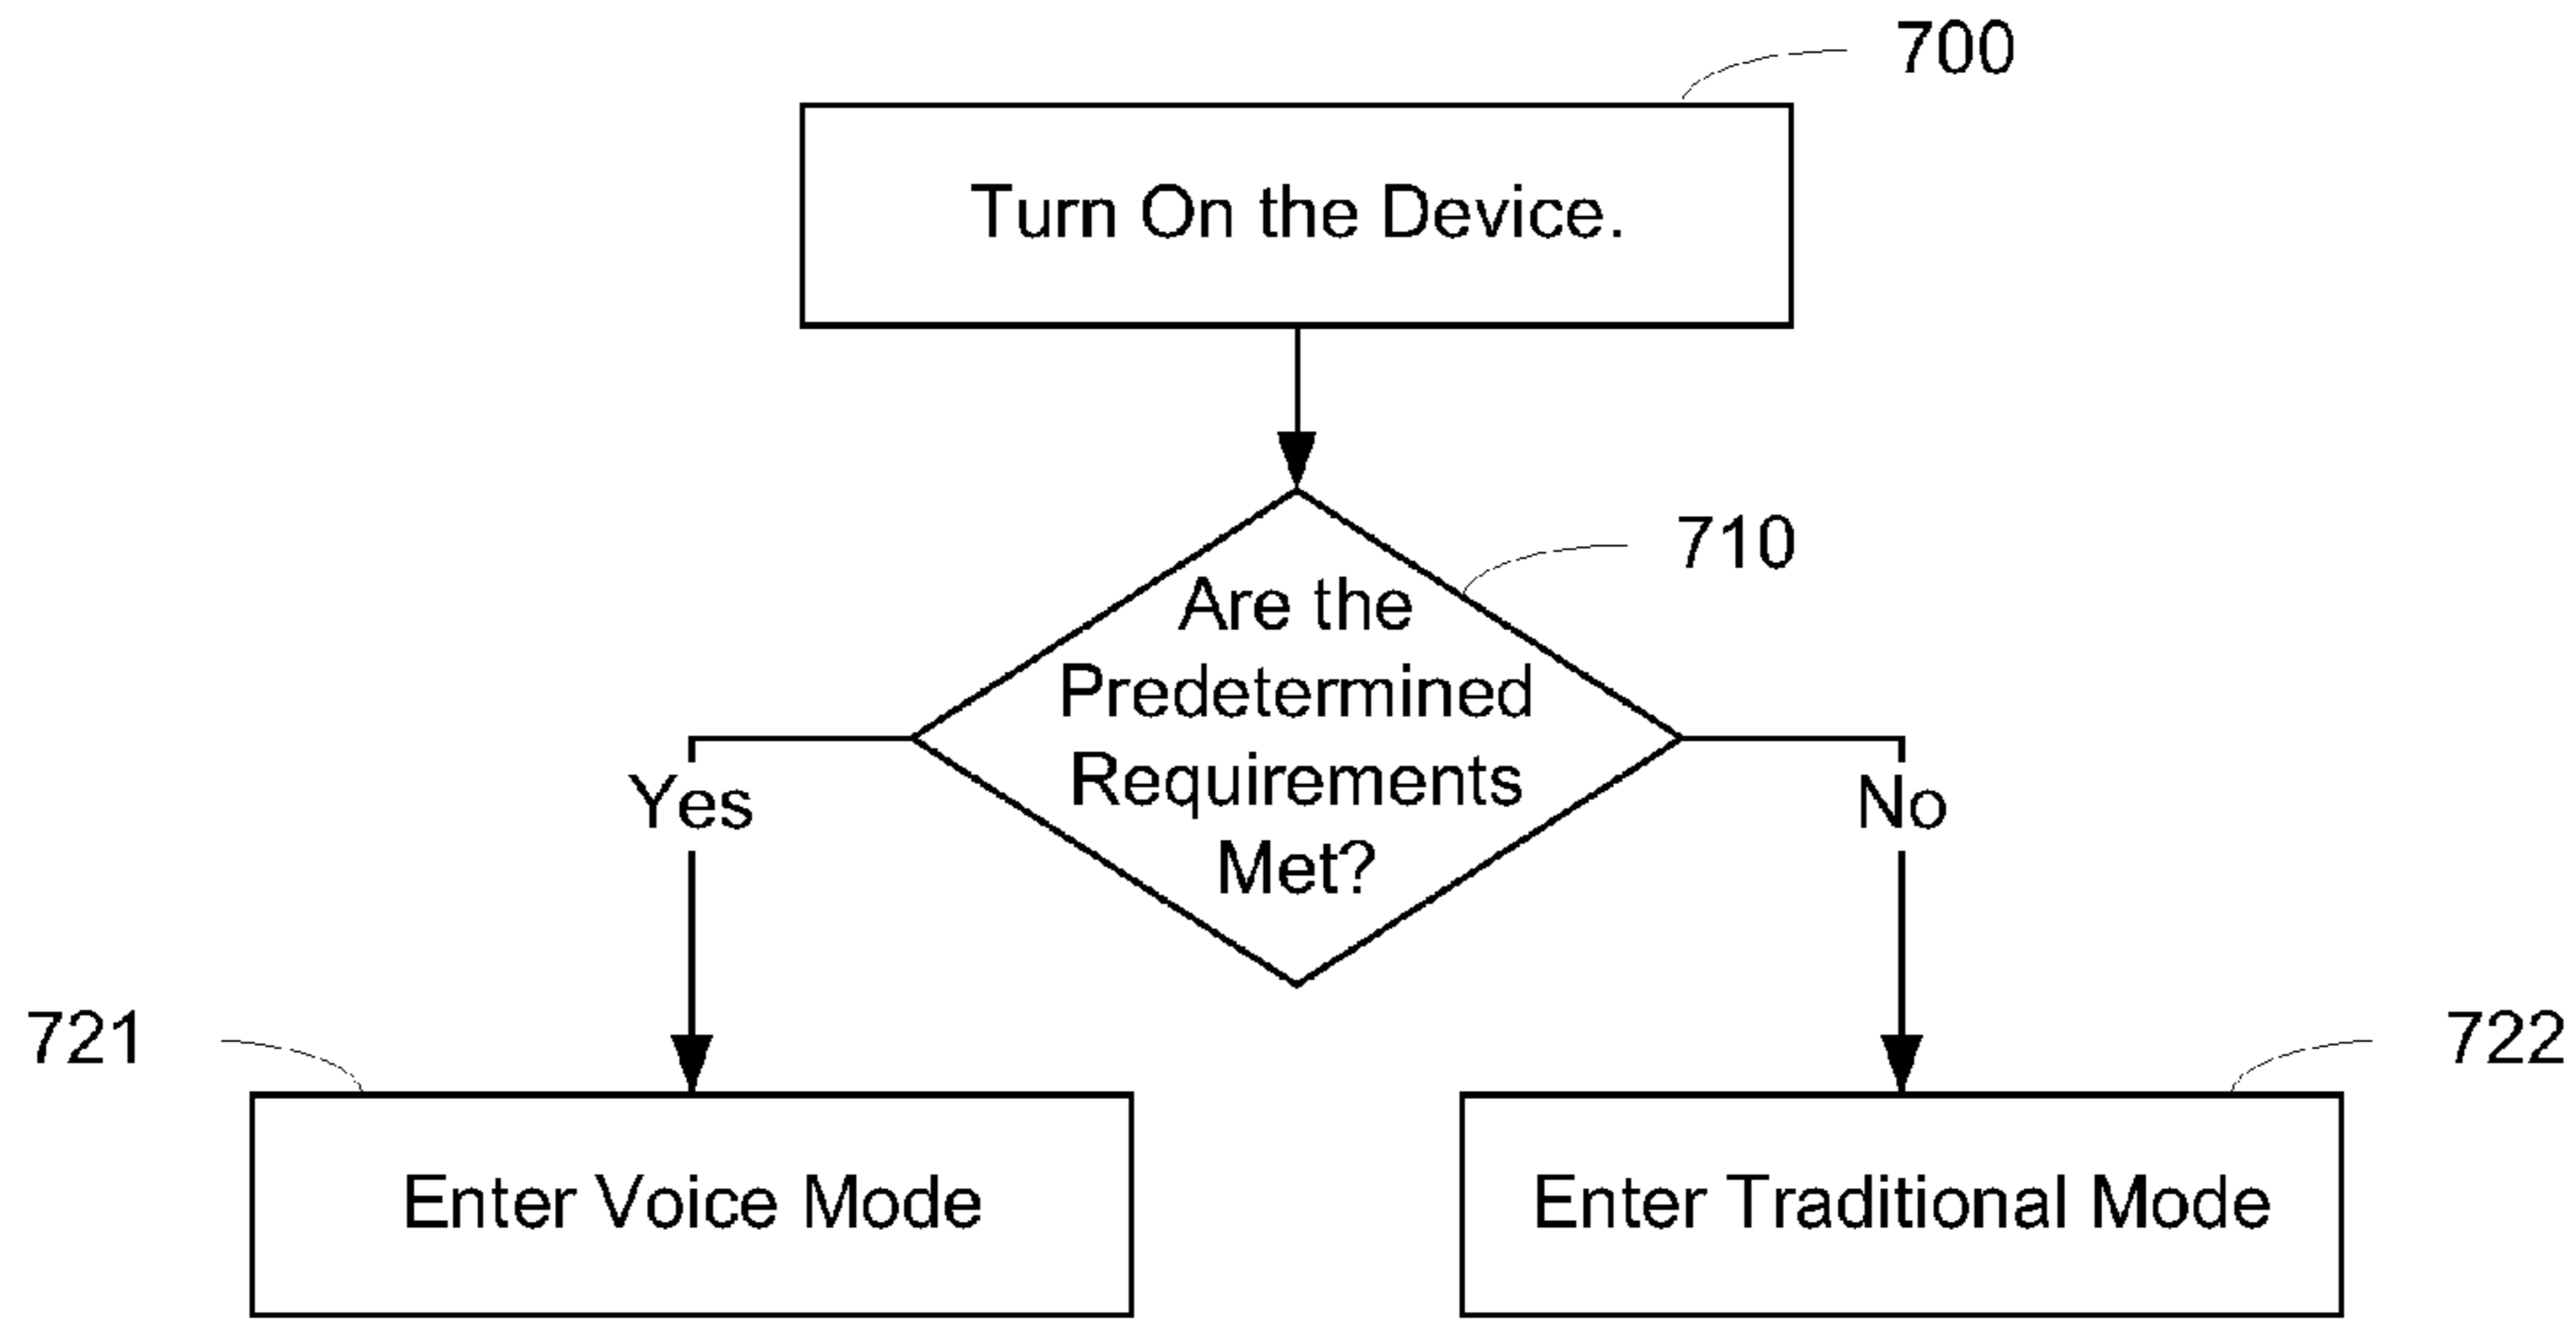 700
Turn On the Device.
710
Are the
Predetermined
Requirements
Met?
Yes
No
721
722
Enter Voice Mode
Enter Traditional Mode